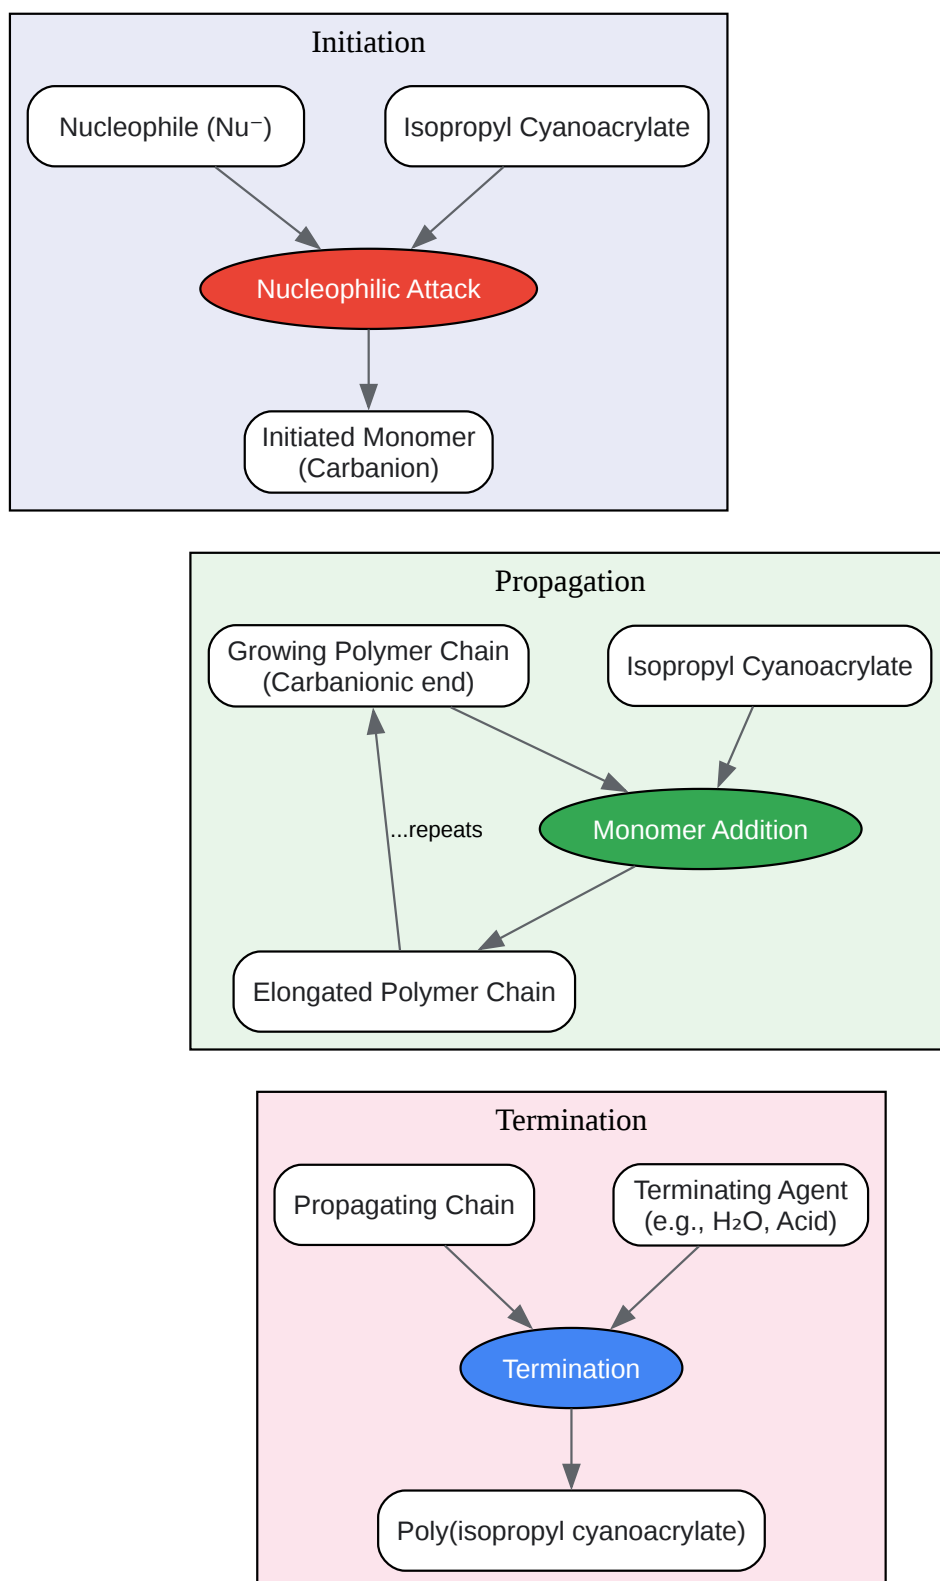 Initiation
Nucleophile (Nu⁻)
Isopropyl Cyanoacrylate
Nucleophilic Attack
Initiated Monomer
(Carbanion)
Propagation
Growing Polymer Chain
(Carbanionic end)
Isopropyl Cyanoacrylate
Monomer Addition
...repeats
Elongated Polymer Chain
Termination
Propagating Chain
Terminating Agent
(e.g., H₂O, Acid)
Termination
Poly(isopropyl cyanoacrylate)